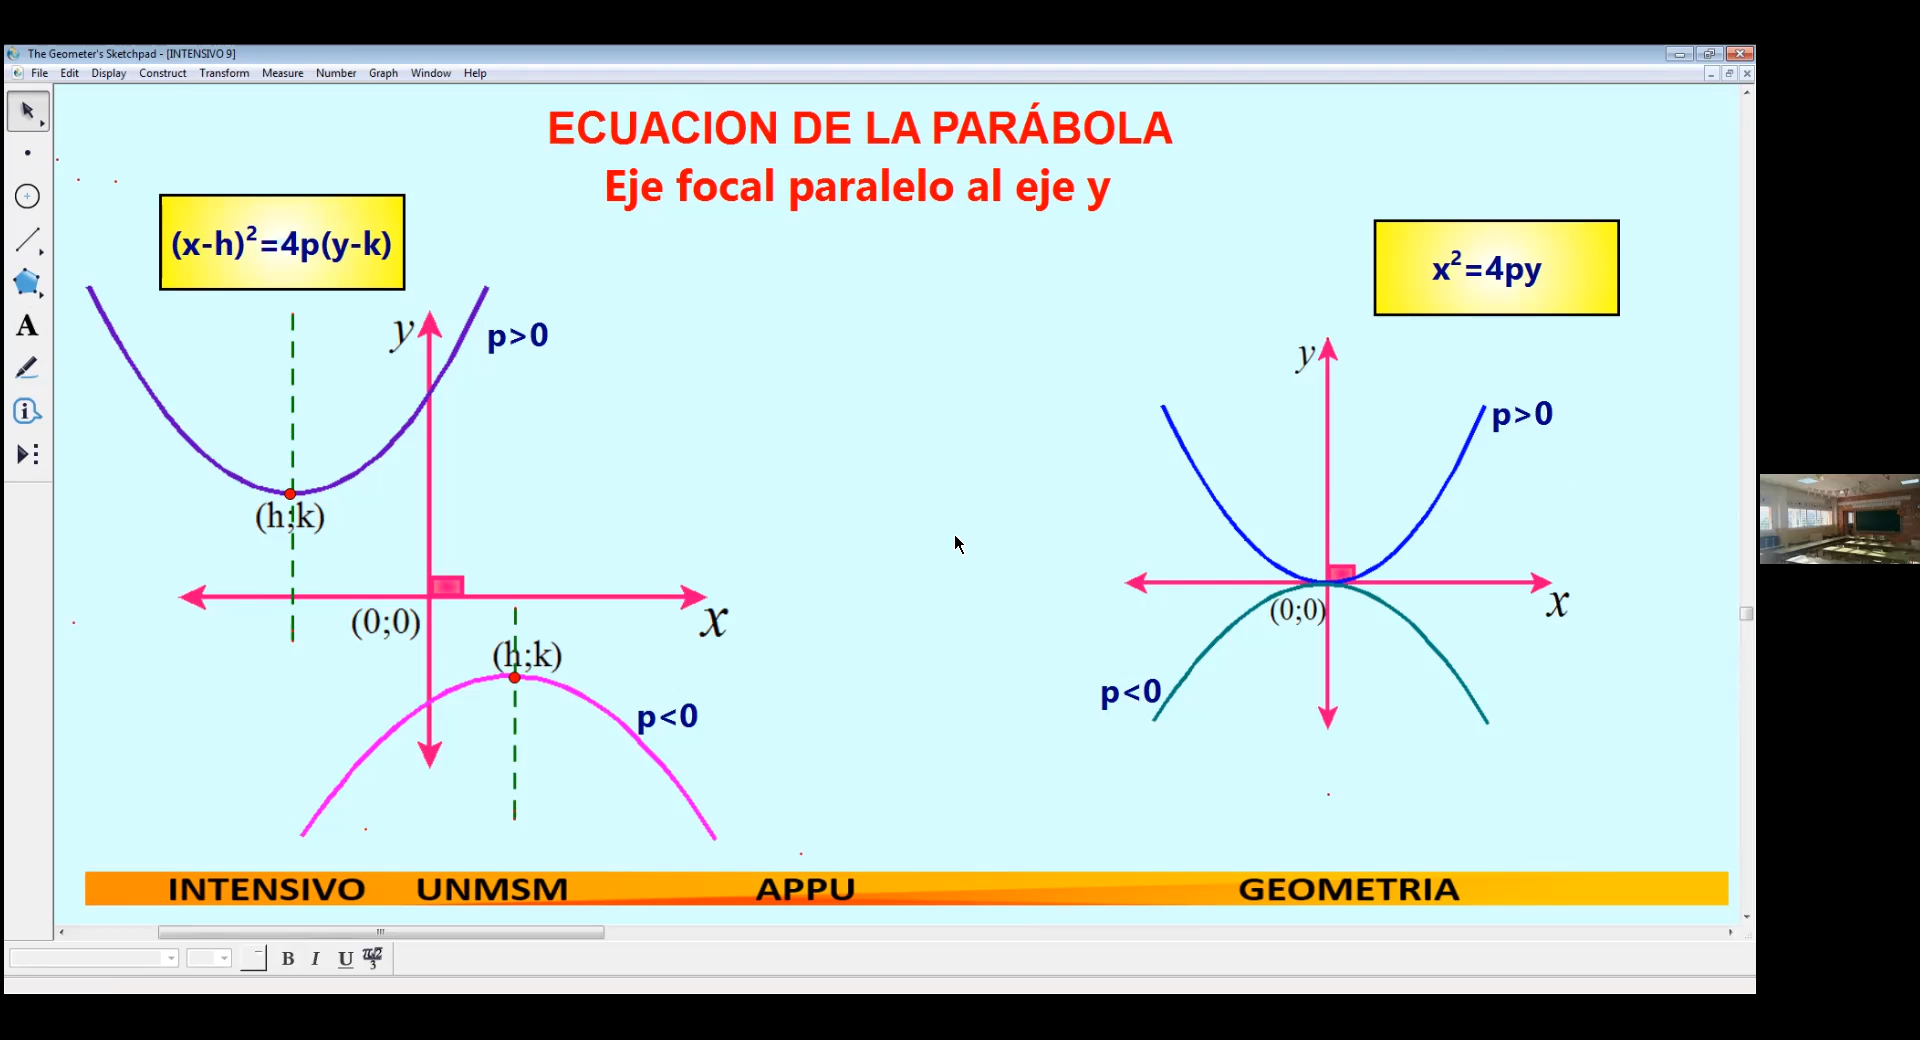 The Geometer's Sketchpad - [INTENSIVO 9]
File Edit Display Construct Transform Measure Number Graph Window Help
ECUACION DE LA PARÁBOLA
Eje focal paralelo al eje y
(x-h)²=4p(y-k)
x²=4py
y
p>0
(h;k)
(0;0)
x
(h;k)
p<0
y
p>0
(0;0)
x
p<0
INTENSIVO UNMSM APPU GEOMETRIA
B I U